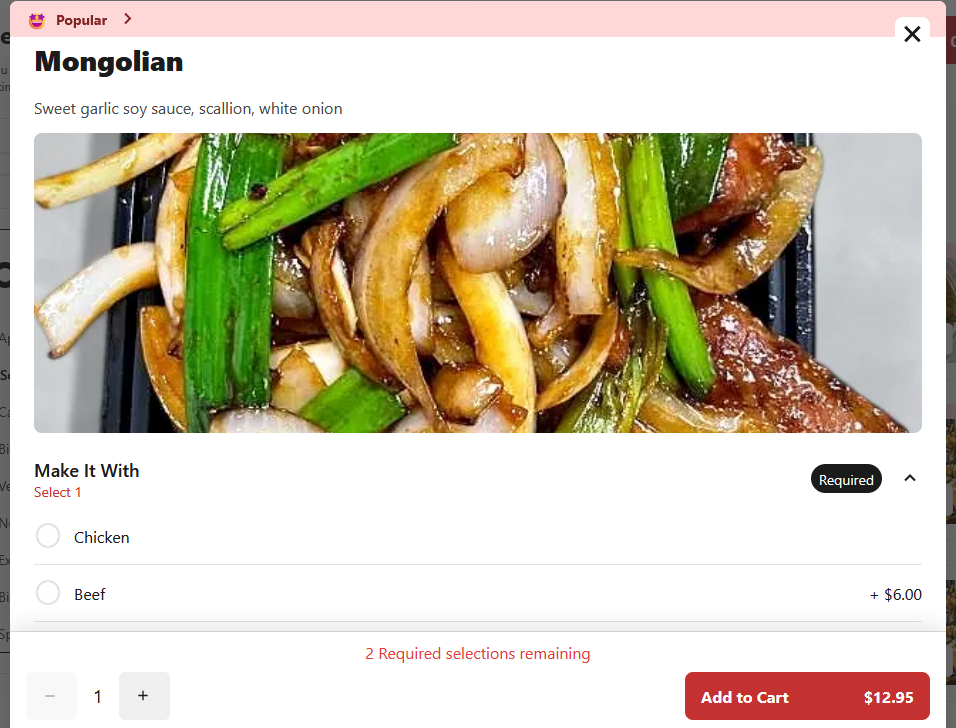 Popular
Mongolian
Sweet garlic soy sauce, scallion, white onion
Make It With
Select 1
Required
Chicken
Beef
+ $6.00
2 Required selections remaining
− 1 +
Add to Cart $12.95